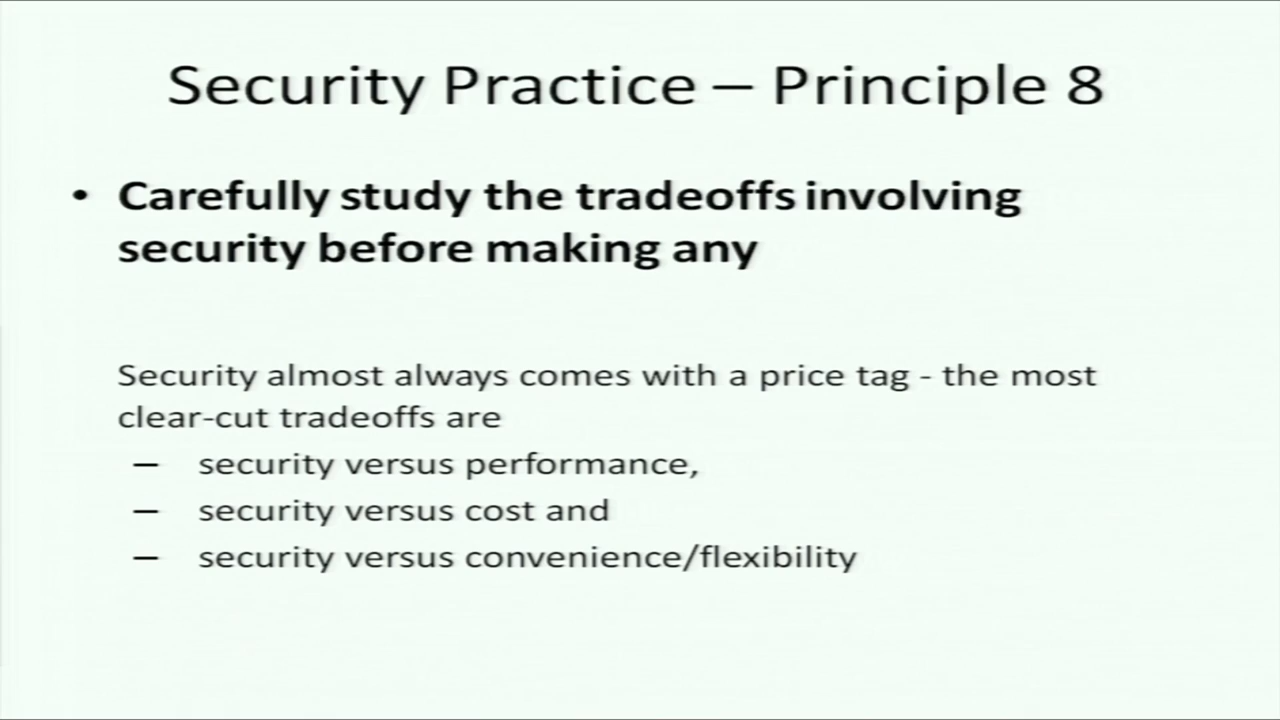 Security Practice – Principle 8
• Carefully study the tradeoffs involving
security before making any
Security almost always comes with a price tag - the most
clear-cut tradeoffs are
– security versus performance,
– security versus cost and
– security versus convenience/flexibility